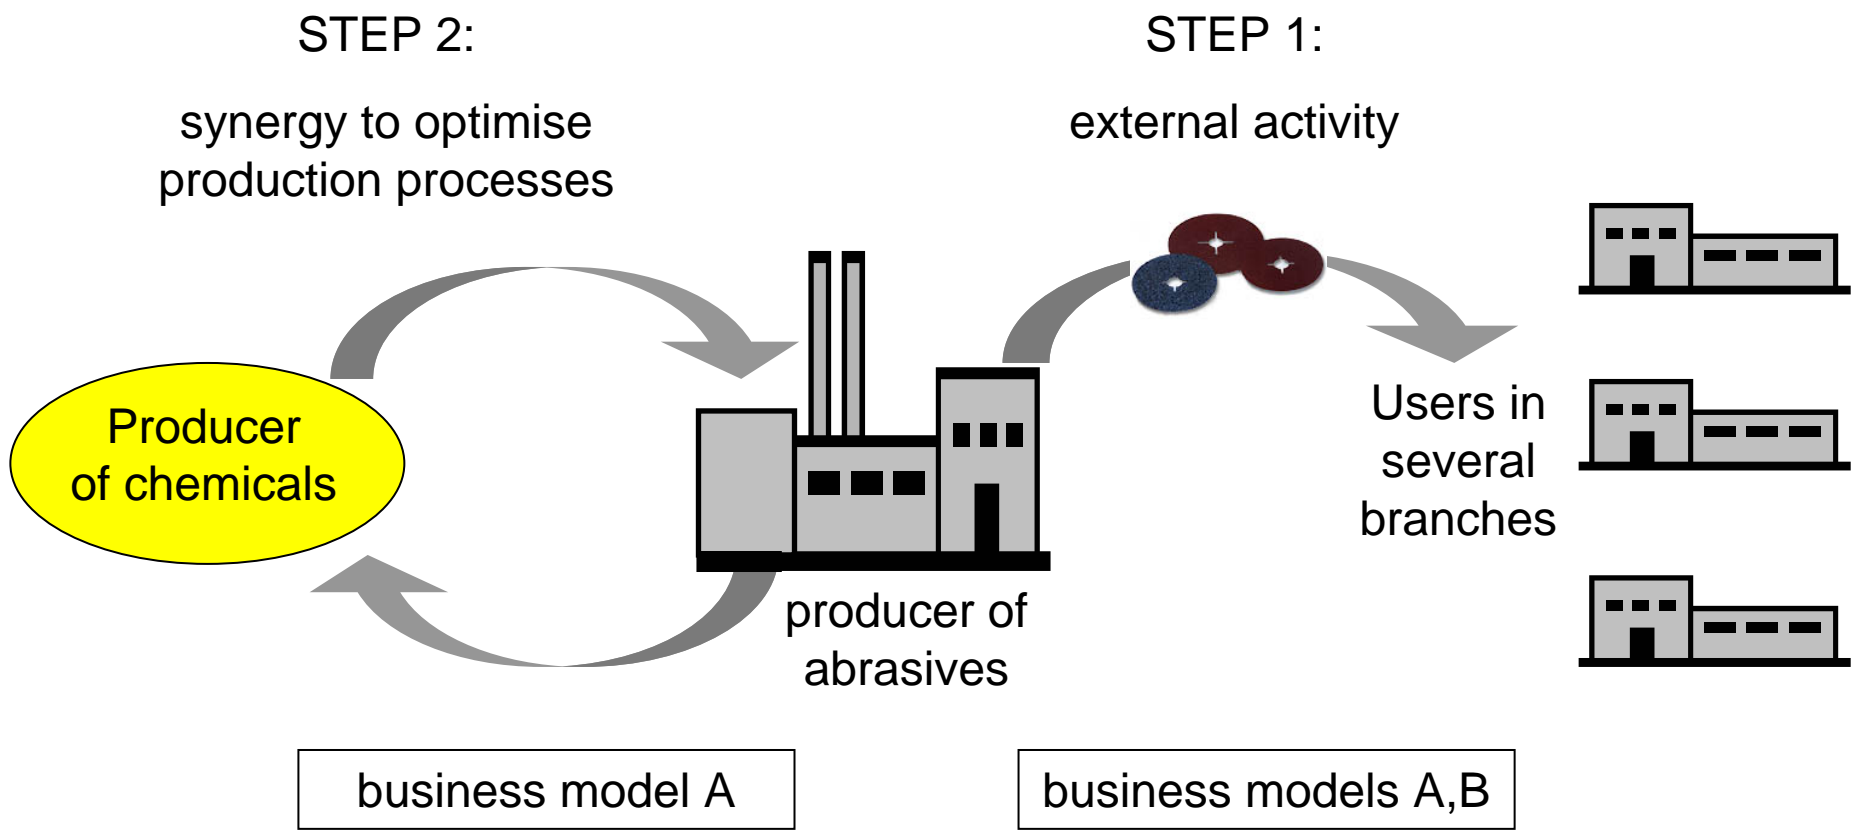 STEP 2:
synergy to optimise
production processes
STEP 1:
external activity
Producer
of chemicals
producer of
abrasives
Users in
several
branches
business model A
business models A,B